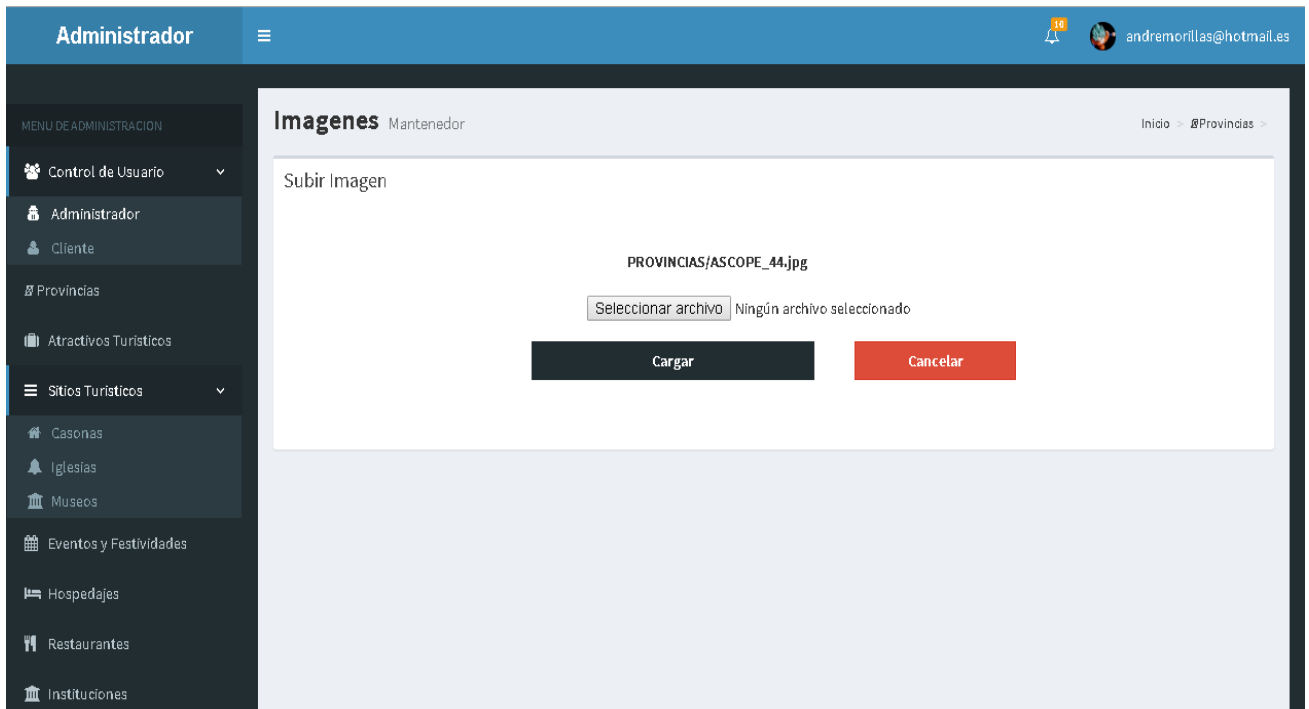 Administrador
10
andremorillas@hotmail.es
MENU DE ADMINISTRACION
Control de Usuario
Administrador
Cliente
Provincias
Atractivos Turisticos
Sitios Turísticos
Casonas
Iglesias
Museos
Eventos y Festividades
Hospedajes
Restaurantes
Instituciones
Imagenes Mantenedor
Inicio > Provincias >
Subir Imagen
PROVINCIAS/ASCOPE_44.jpg
Seleccionar archivo Ningún archivo seleccionado
Cargar Cancelar